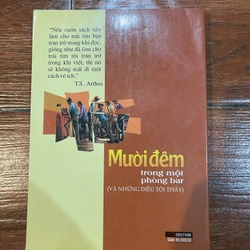 "Nếu cuốn sách này
làm cho trái tim bạn
trăn trở trong khi đọc,
giống như đã làm cho
trái tim tôi trăn trở
trong khi viết, thì nó
sẽ không mất đi một
cách vô ích."
T.S. Arthur
Mười đêm
trong một
phòng bar
(VÀ NHỮNG ĐIỀU TÔI THẤY)